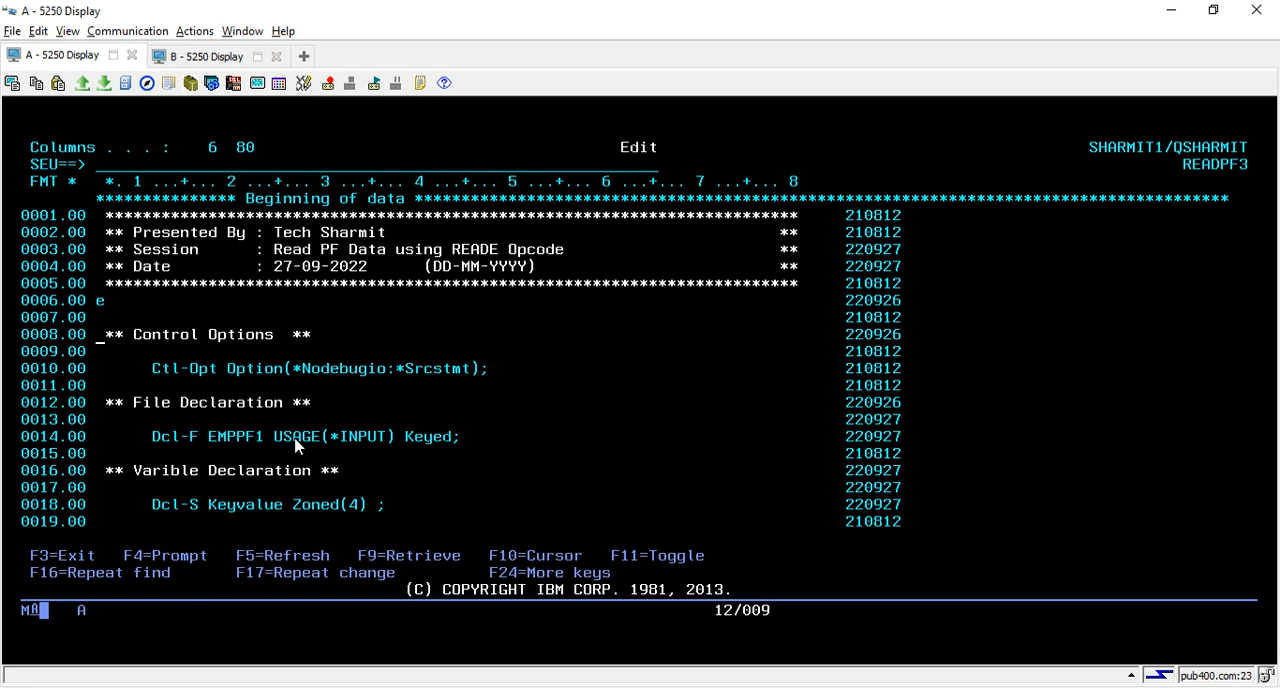 A - 5250 Display
File Edit View Communication Actions Window Help
A - 5250 Display B - 5250 Display
Columns . . . : 6 80 Edit SHARMIT1/QSHARMIT
SEU==> READPF3
FMT * *. 1 ...+... 2 ...+... 3 ...+... 4 ...+... 5 ...+... 6 ...+... 7 ...+... 8
*************** Beginning of data ***************************************************************************************
0001.00 ************************************************************************** 210812
0002.00 ** Presented By : Tech Sharmit ** 210812
0003.00 ** Session : Read PF Data using READE Opcode ** 220927
0004.00 ** Date : 27-09-2022 (DD-MM-YYYY) ** 220927
0005.00 ************************************************************************** 210812
0006.00 e 220926
0007.00 210812
0008.00 _** Control Options ** 220926
0009.00 210812
0010.00 Ctl-Opt Option(*Nodebugio:*Srcstmt); 210812
0011.00 210812
0012.00 ** File Declaration ** 220926
0013.00 220927
0014.00 Dcl-F EMPPF1 USAGE(*INPUT) Keyed; 220927
0015.00 210812
0016.00 ** Varible Declaration ** 220927
0017.00 220927
0018.00 Dcl-S Keyvalue Zoned(4) ; 220927
0019.00 210812
F3=Exit F4=Prompt F5=Refresh F9=Retrieve F10=Cursor F11=Toggle
F16=Repeat find F17=Repeat change F24=More keys
(C) COPYRIGHT IBM CORP. 1981, 2013.
MA A 12/009
pub400.com:23